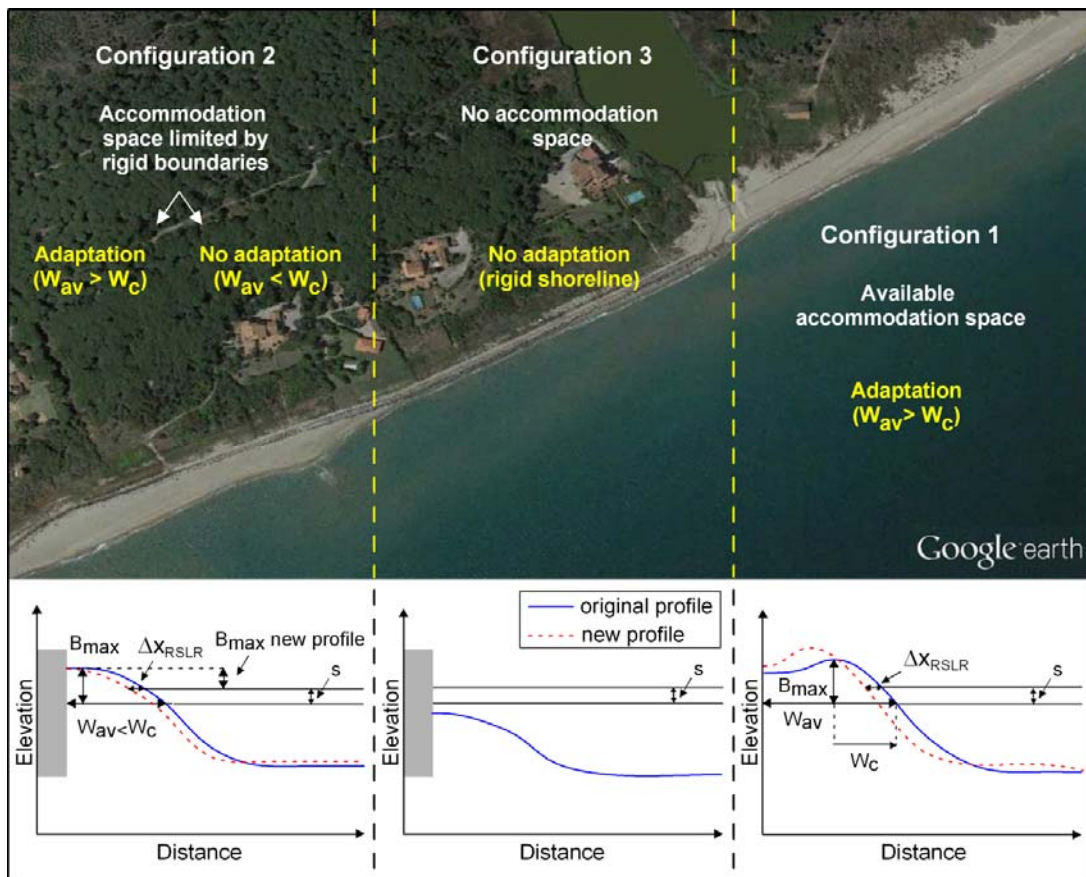 Configuration 2
Accommodation
space limited by
rigid boundaries
Adaptation
(Wav > Wc)
No adaptation
(Wav < Wc)
Configuration 3
No accommodation
space
No adaptation
(rigid shoreline)
Configuration 1
Available
accommodation space
Adaptation
(Wav> Wc)
Google earth
Elevation
Bmax
ΔxRSLR
Bmax new profile
s
Wav<Wc
Distance
original profile
new profile
s
Elevation
Distance
Elevation
Bmax
ΔxRSLR
s
Wav
Wc
Distance